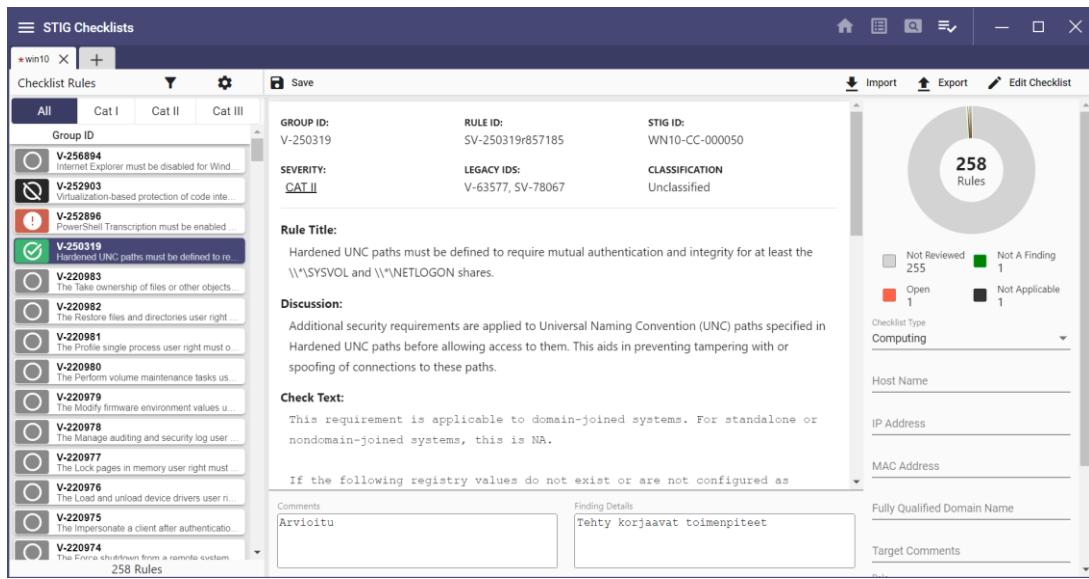 STIG Checklists
*win10
Checklist Rules
Save
Import
Export
Edit Checklist
All
Cat I
Cat II
Cat III
Group ID
V-256894
Internet Explorer must be disabled for Wind...
V-252903
Virtualization-based protection of code inte...
V-252896
PowerShell Transcription must be enabled ...
V-250319
Hardened UNC paths must be defined to re...
V-220983
The Take ownership of files or other objects...
V-220982
The Restore files and directories user right ...
V-220981
The Profile single process user right must o...
V-220980
The Perform volume maintenance tasks us...
V-220979
The Modify firmware environment values u...
V-220978
The Manage auditing and security log user ...
V-220977
The Lock pages in memory user right must ...
V-220976
The Load and unload device drivers user ri...
V-220975
The Impersonate a client after authenticatio...
V-220974
The Force shutdown from a remote system
258 Rules
GROUP ID:
V-250319
RULE ID:
SV-250319r857185
STIG ID:
WN10-CC-000050
SEVERITY:
CAT II
LEGACY IDS:
V-63577, SV-78067
CLASSIFICATION
Unclassified
Rule Title:
Hardened UNC paths must be defined to require mutual authentication and integrity for at least the
\\*\SYSVOL and \\*\NETLOGON shares.
Discussion:
Additional security requirements are applied to Universal Naming Convention (UNC) paths specified in
Hardened UNC paths before allowing access to them. This aids in preventing tampering with or
spoofing of connections to these paths.
Check Text:
This requirement is applicable to domain-joined systems. For standalone or
nondomain-joined systems, this is NA.
If the following registry values do not exist or are not configured as
Comments
Arvioitu
Finding Details
Tehty korjaavat toimenpiteet
258
Rules
Not Reviewed
255
Not A Finding
1
Open
1
Not Applicable
1
Checklist Type
Computing
Host Name
IP Address
MAC Address
Fully Qualified Domain Name
Target Comments